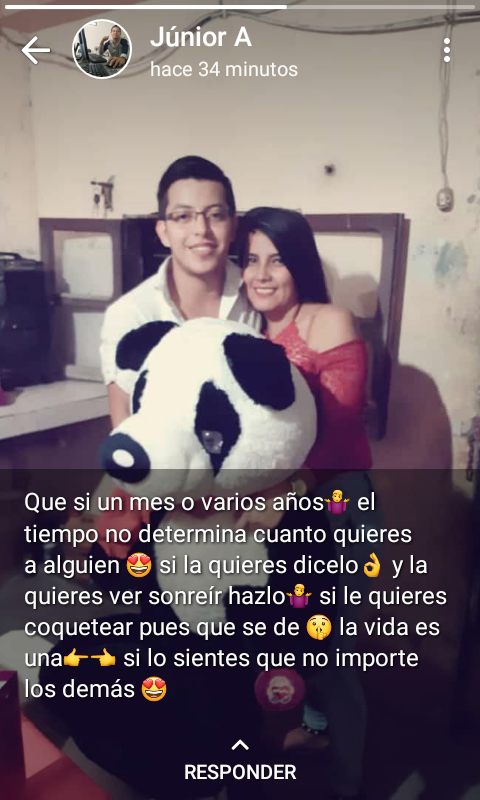 Júnior A
hace 34 minutos
Que si un mes o varios años🤷‍♂️ el
tiempo no determina cuanto quieres
a alguien 😍 si la quieres dicelo👌 y la
quieres ver sonreír hazlo🤷‍♂️ si le quieres
coquetear pues que se de 🤫 la vida es
una👉👈 si lo sientes que no importe
los demás 😍
RESPONDER